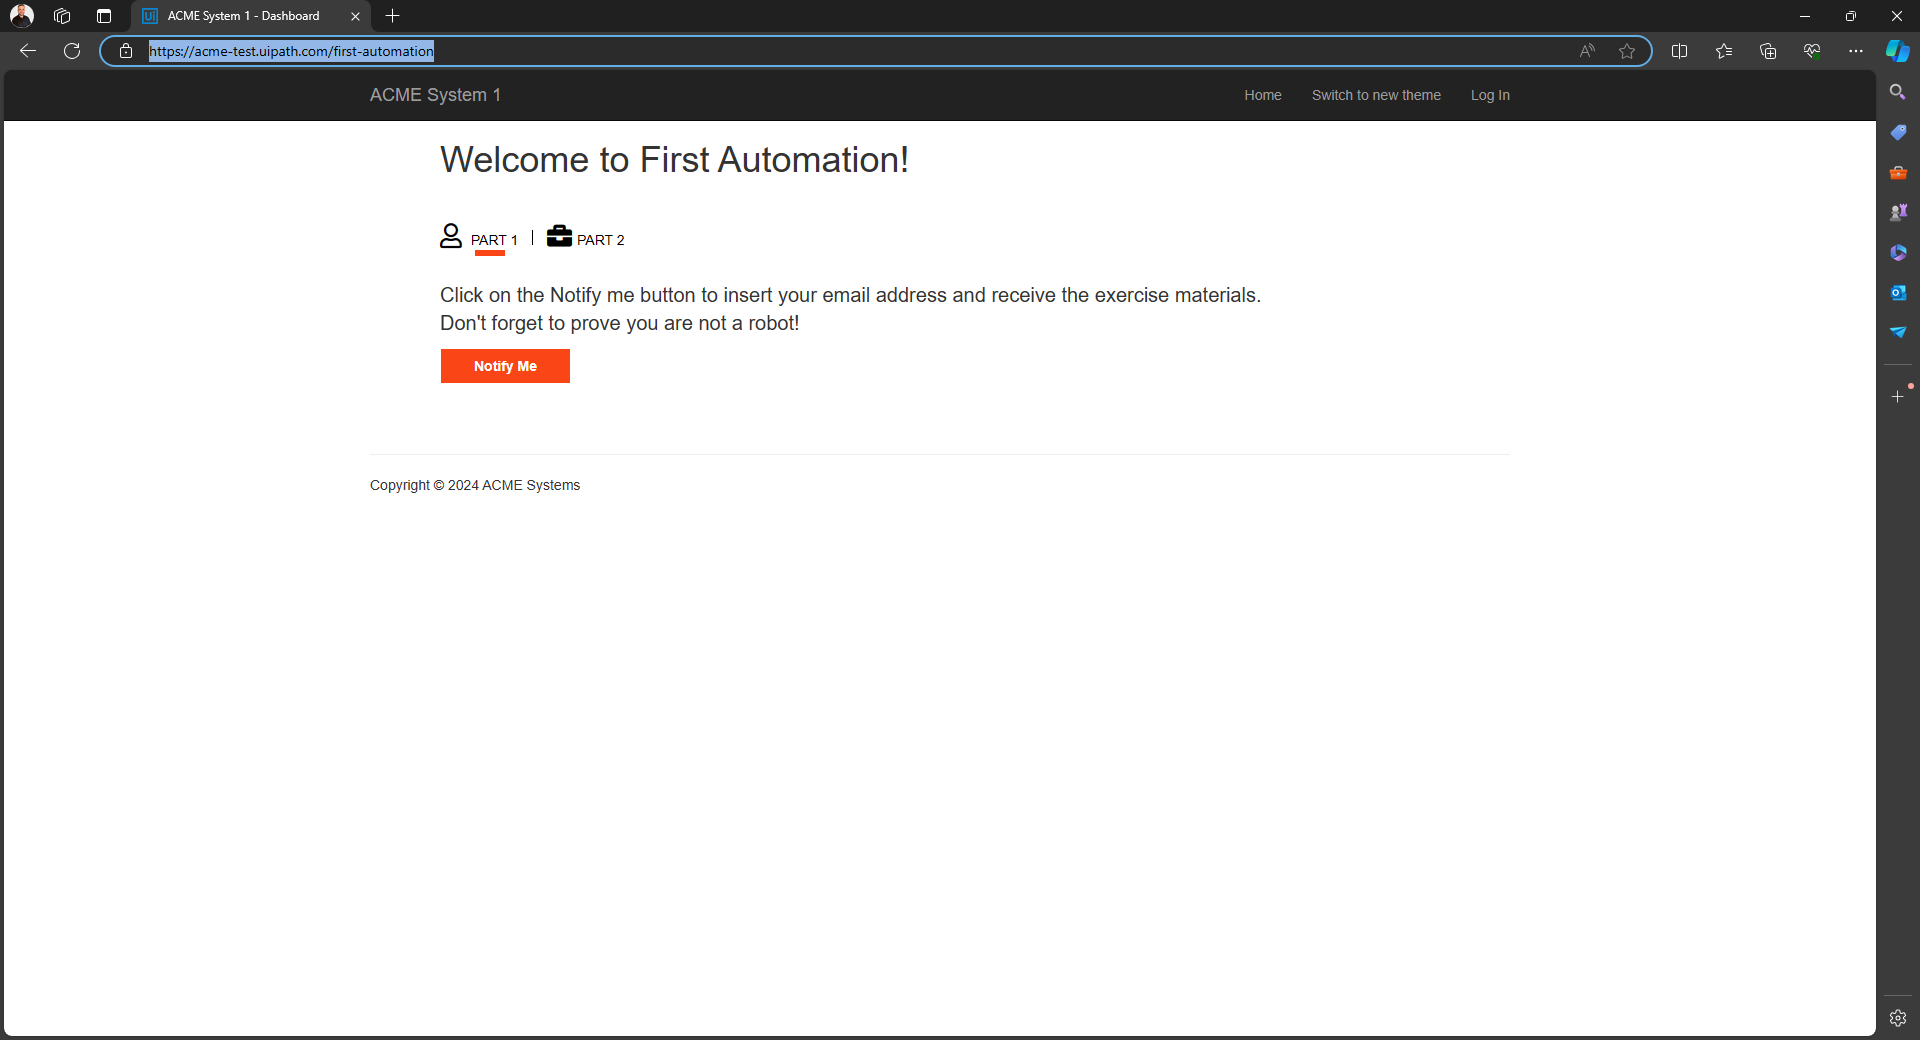 Ui ACME System 1 - Dashboard
https://acme-test.uipath.com/first-automation
ACME System 1 Home Switch to new theme Log In
Welcome to First Automation!
PART 1 PART 2
Click on the Notify me button to insert your email address and receive the exercise materials.
Don't forget to prove you are not a robot!
Notify Me
Copyright © 2024 ACME Systems